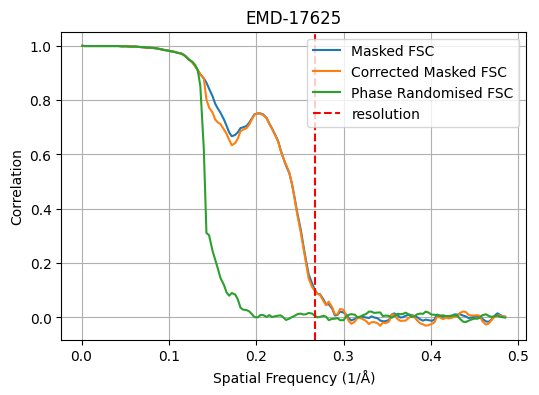 EMD-17625
Masked FSC
Corrected Masked FSC
Phase Randomised FSC
resolution
1.0
0.8
0.6
0.4
0.2
0.0
Correlation
0.0 0.1 0.2 0.3 0.4 0.5
Spatial Frequency (1/Å)